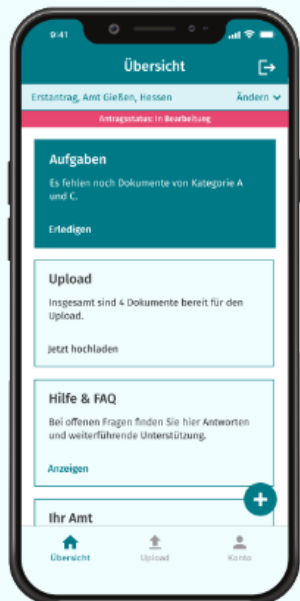 9:41
Übersicht
Erstantrag, Amt Gießen, Hessen
Ändern
Antragsstatus: In Bearbeitung
Aufgaben
Es fehlen noch Dokumente von Kategorie A
und C.
Erledigen
Upload
Insgesamt sind 4 Dokumente bereit für den
Upload.
Jetzt hochladen
Hilfe & FAQ
Bei offenen Fragen finden Sie hier Antworten
und weiterführende Unterstützung.
Anzeigen
Ihr Amt
Übersicht
Upload
Konto